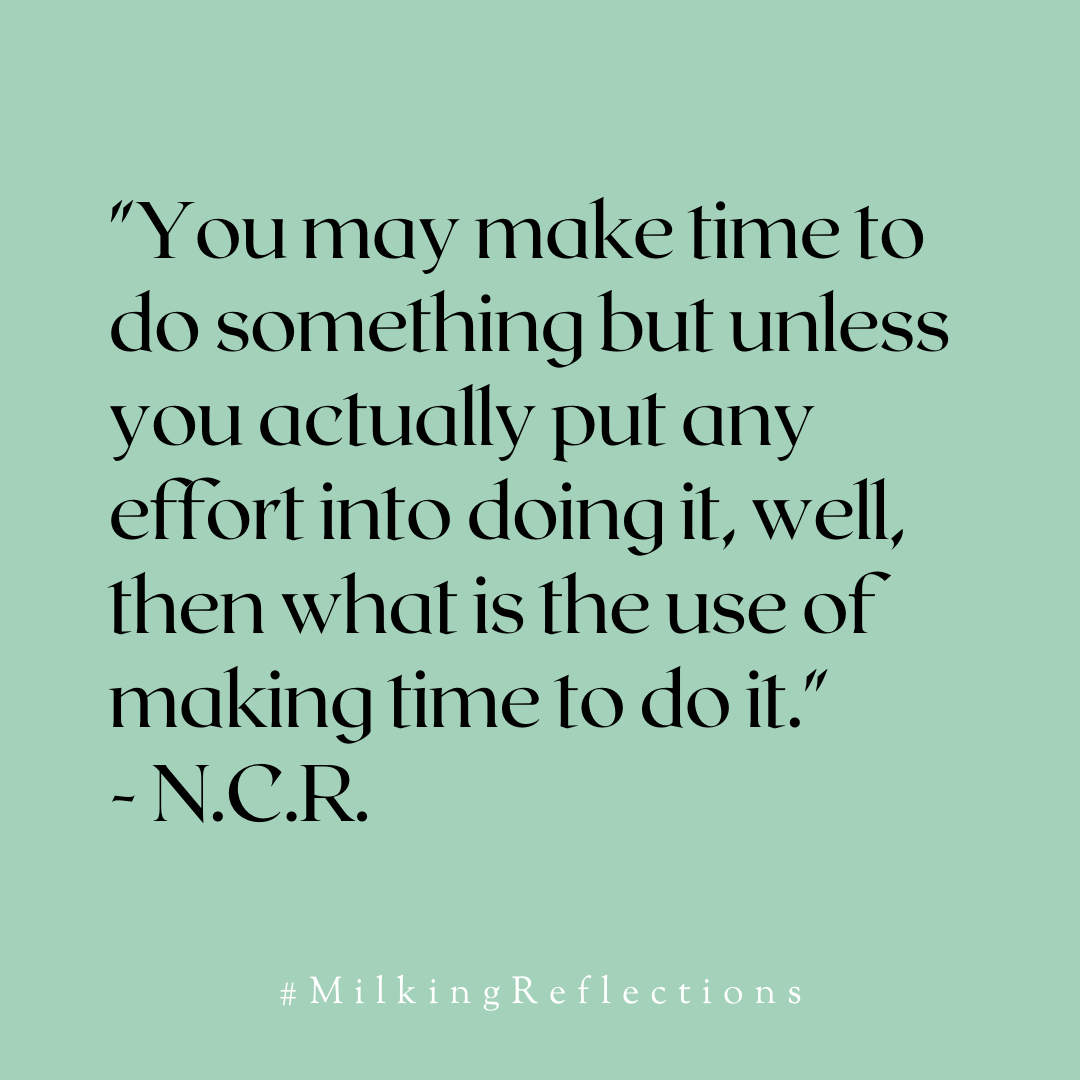 "You may make time to
do something but unless
you actually put any
effort into doing it, well,
then what is the use of
making time to do it."
- N.C.R.
#MilkingReflections